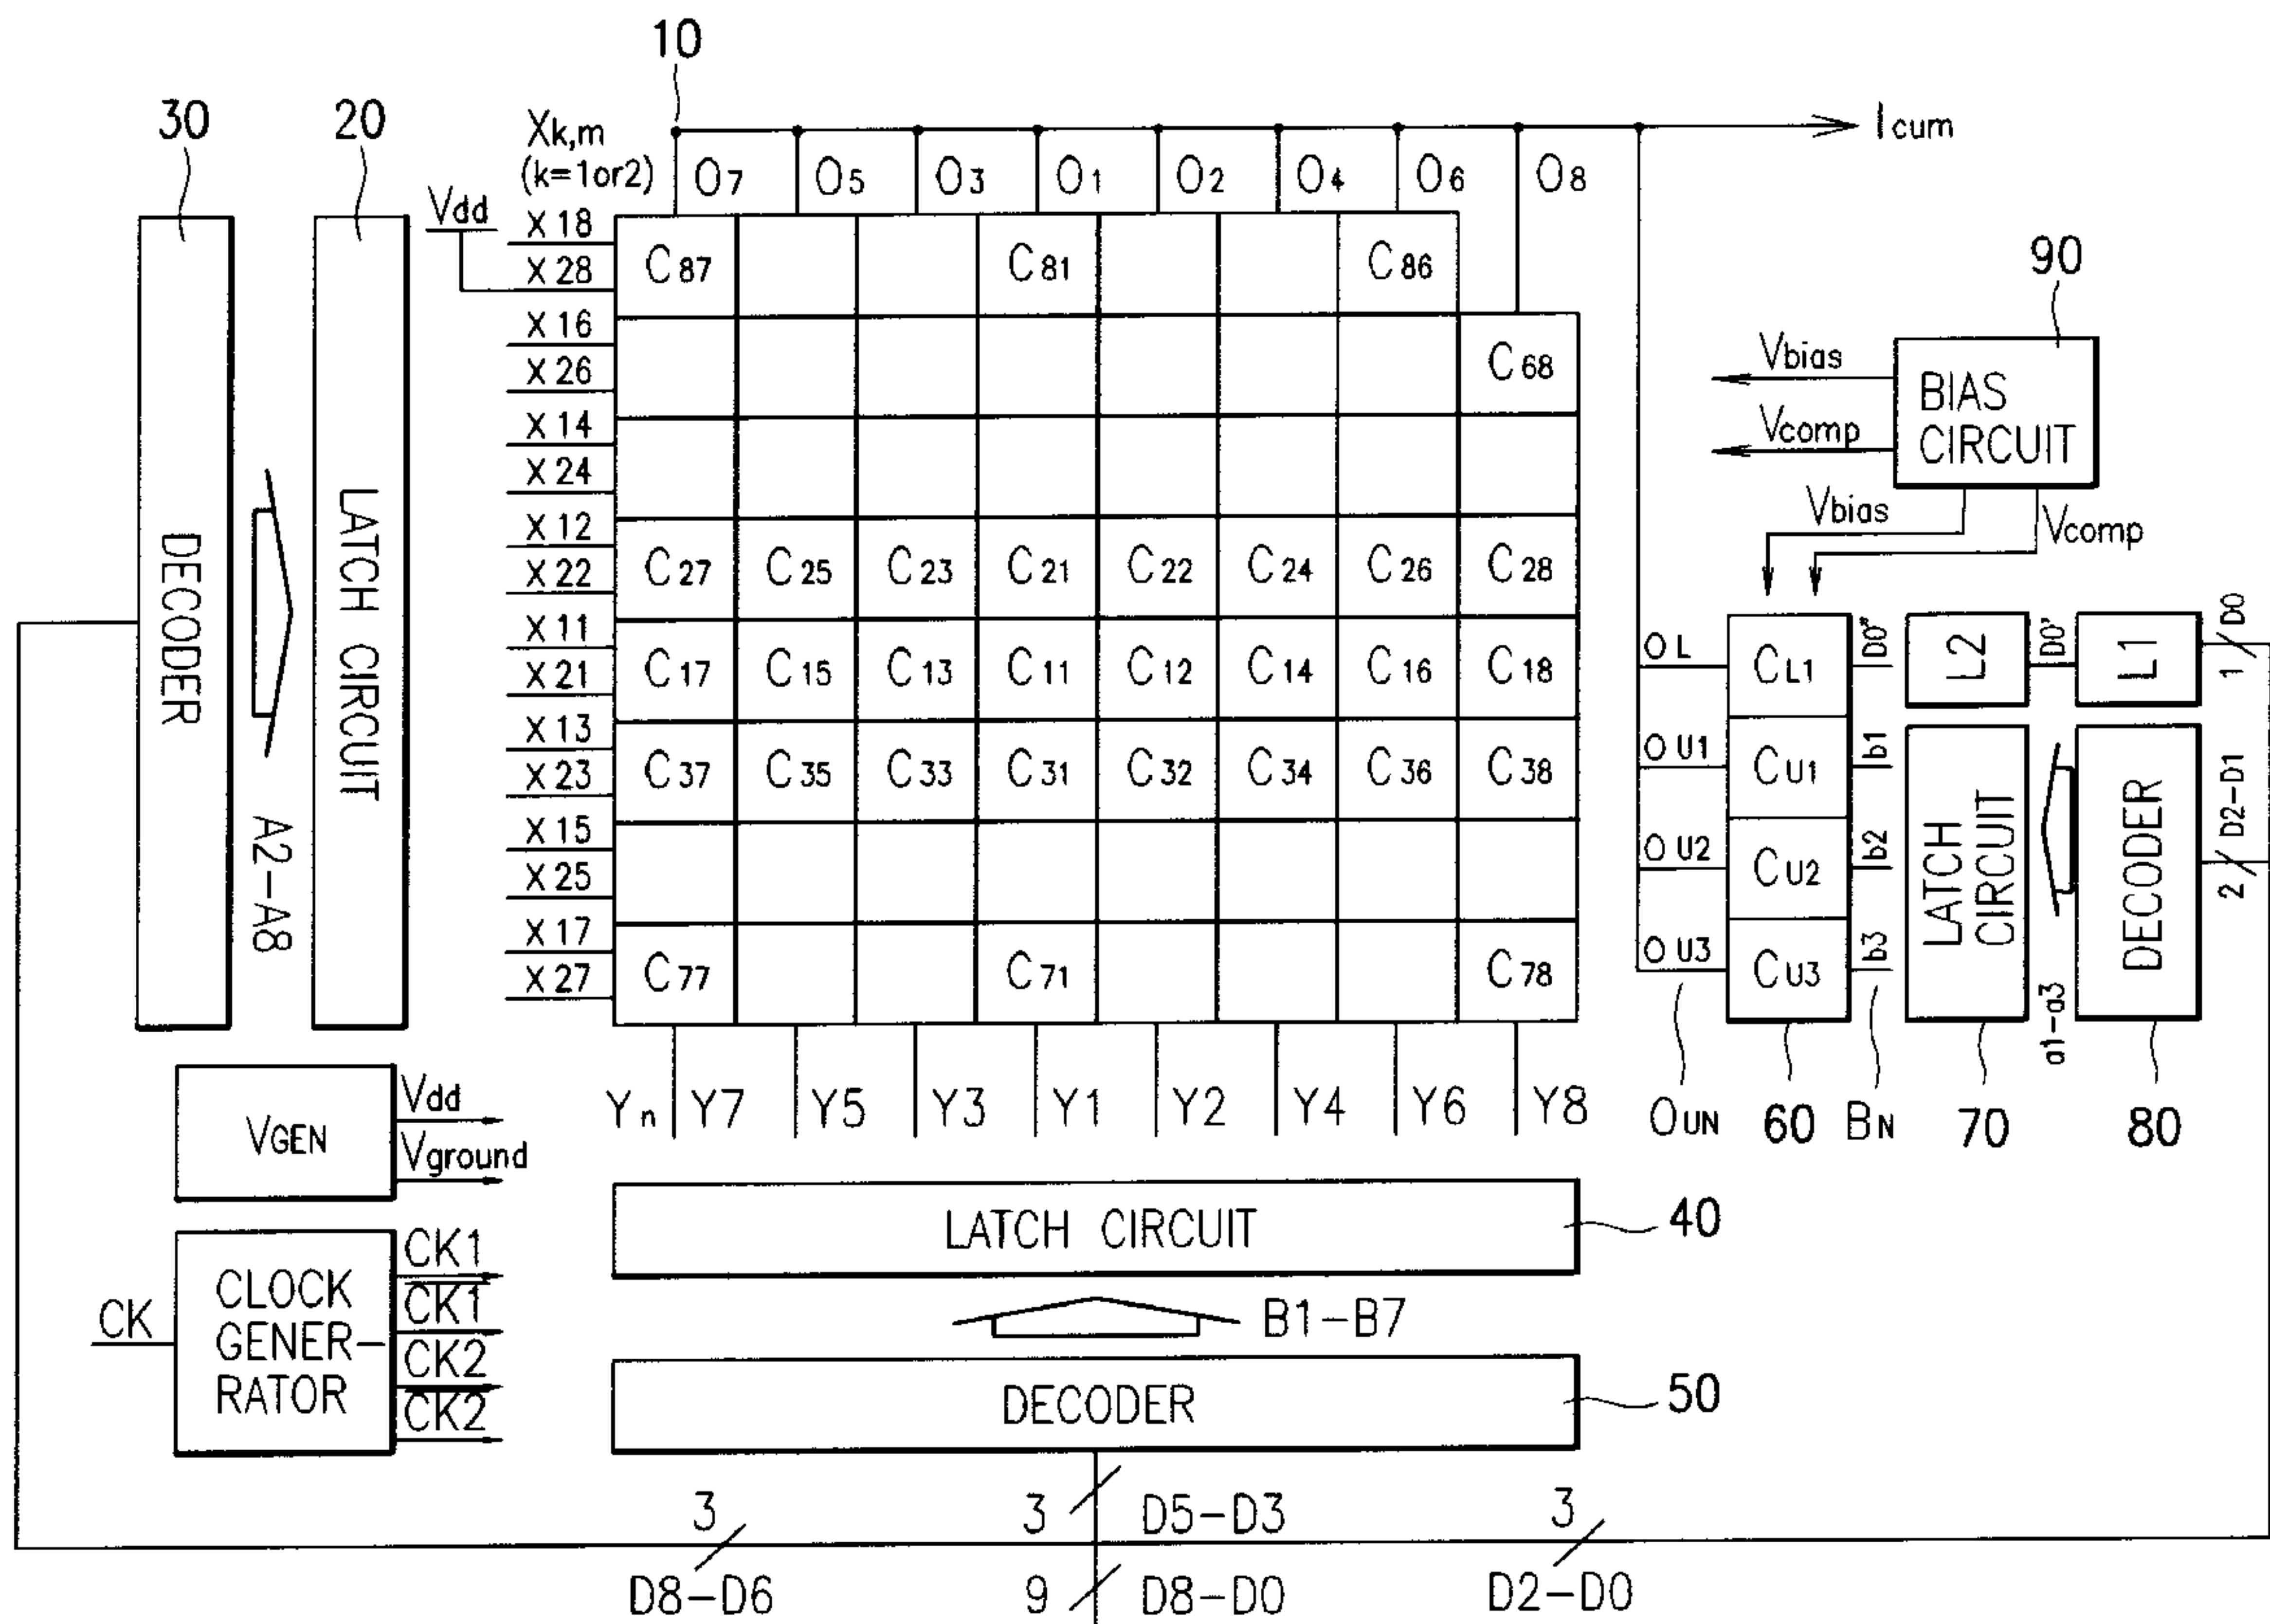 10
30
20
Xk,m
(k=1or2)
O7
O5
O3
O1
O2
O4
O6
O8
Icum
Vdd
X18
X28
X16
X26
X14
X24
X12
X22
X11
X21
X13
X23
X15
X25
X17
X27
C87
C81
C86
C68
C27
C25
C23
C21
C22
C24
C26
C28
C17
C15
C13
C11
C12
C14
C16
C18
C37
C35
C33
C31
C32
C34
C36
C38
C77
C71
C78
DECODER
A2-A8
LATCH CIRCUIT
90
BIAS
CIRCUIT
Vbias
Vcomp
Vbias
Vcomp
OL
OU1
OU2
OU3
CL1
CU1
CU2
CU3
D0"
b1
b2
b3
L2
D0'
L1
1
D0
LATCH
CIRCUIT
a1-a3
DECODER
2
D2-D1
OUN
60
BN
70
80
Yn
Y7
Y5
Y3
Y1
Y2
Y4
Y6
Y8
VGEN
Vdd
Vground
LATCH CIRCUIT
40
CK
CLOCK
GENER-
RATOR
CK1
C̅K̅1̅
CK2
C̅K̅2̅
B1-B7
DECODER
50
3
D8-D6
3
D5-D3
3
D2-D0
9
D8-D0